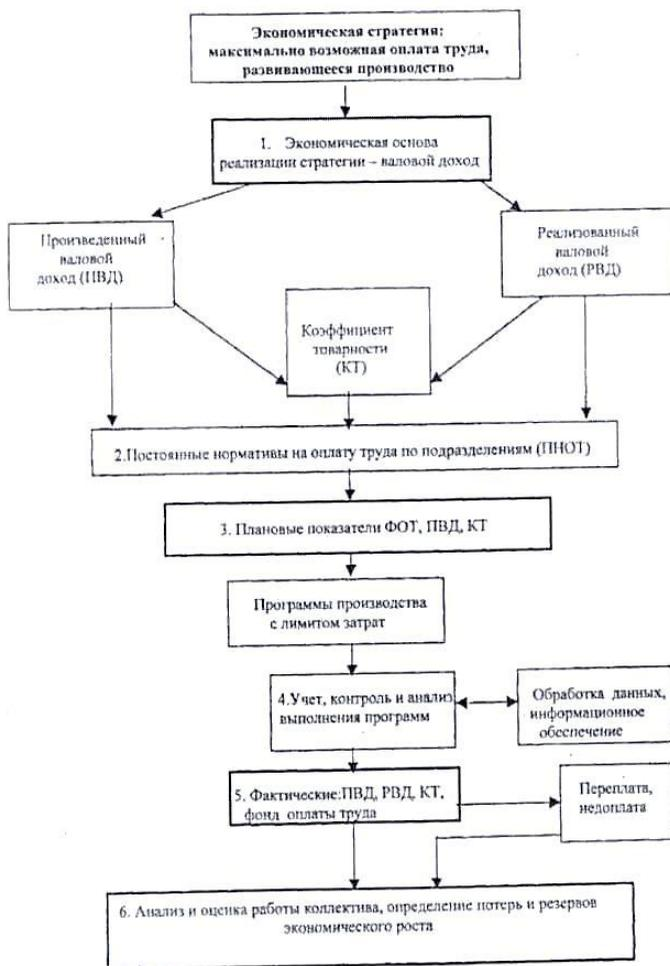 Экономическая стратегия:
максимально возможная оплата труда,
развивающееся производство
1. Экономическая основа
реализации стратегии – валовой доход
Произведенный
валовой
доход (ПВД)
Реализованный
валовой
доход (РВД)
Коэффициент
товарности
(КТ)
2.Постоянные нормативы на оплату труда по подразделениям (ПНОТ)
3. Плановые показатели ФОТ, ПВД, КТ
Программы производства
с лимитом затрат
4.Учет, контроль и анализ
выполнения программ
Обработка данных,
информационное
обеспечение
5. Фактические:ПВД, РВД, КТ,
фонд оплаты труда
Переплата,
недоплата
6. Анализ и оценка работы коллектива, определение потерь и резервов
экономического роста